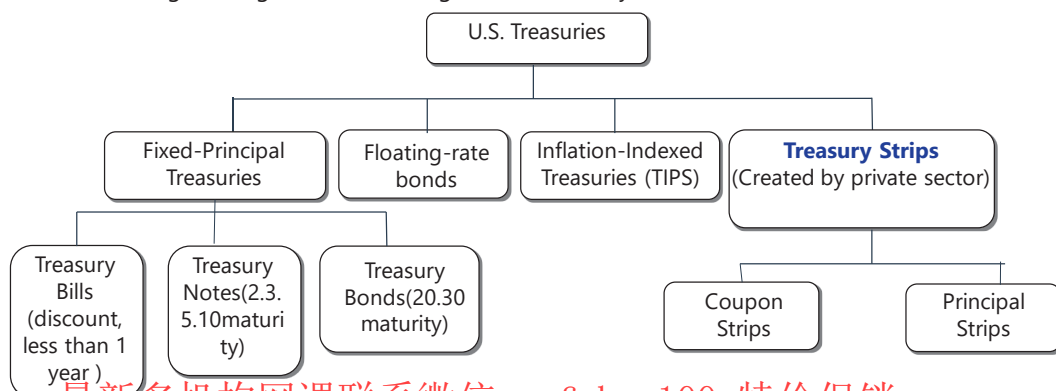 U.S. Treasuries
Fixed-Principal
Treasuries
Floating-rate
bonds
Inflation-Indexed
Treasuries (TIPS)
Treasury Strips
(Created by private sector)
Treasury
Bills
(discount,
less than 1
year )
Treasury
Notes(2.3.
5.10maturi
ty)
Treasury
Bonds(20.30
maturity)
Coupon
Strips
Principal
Strips